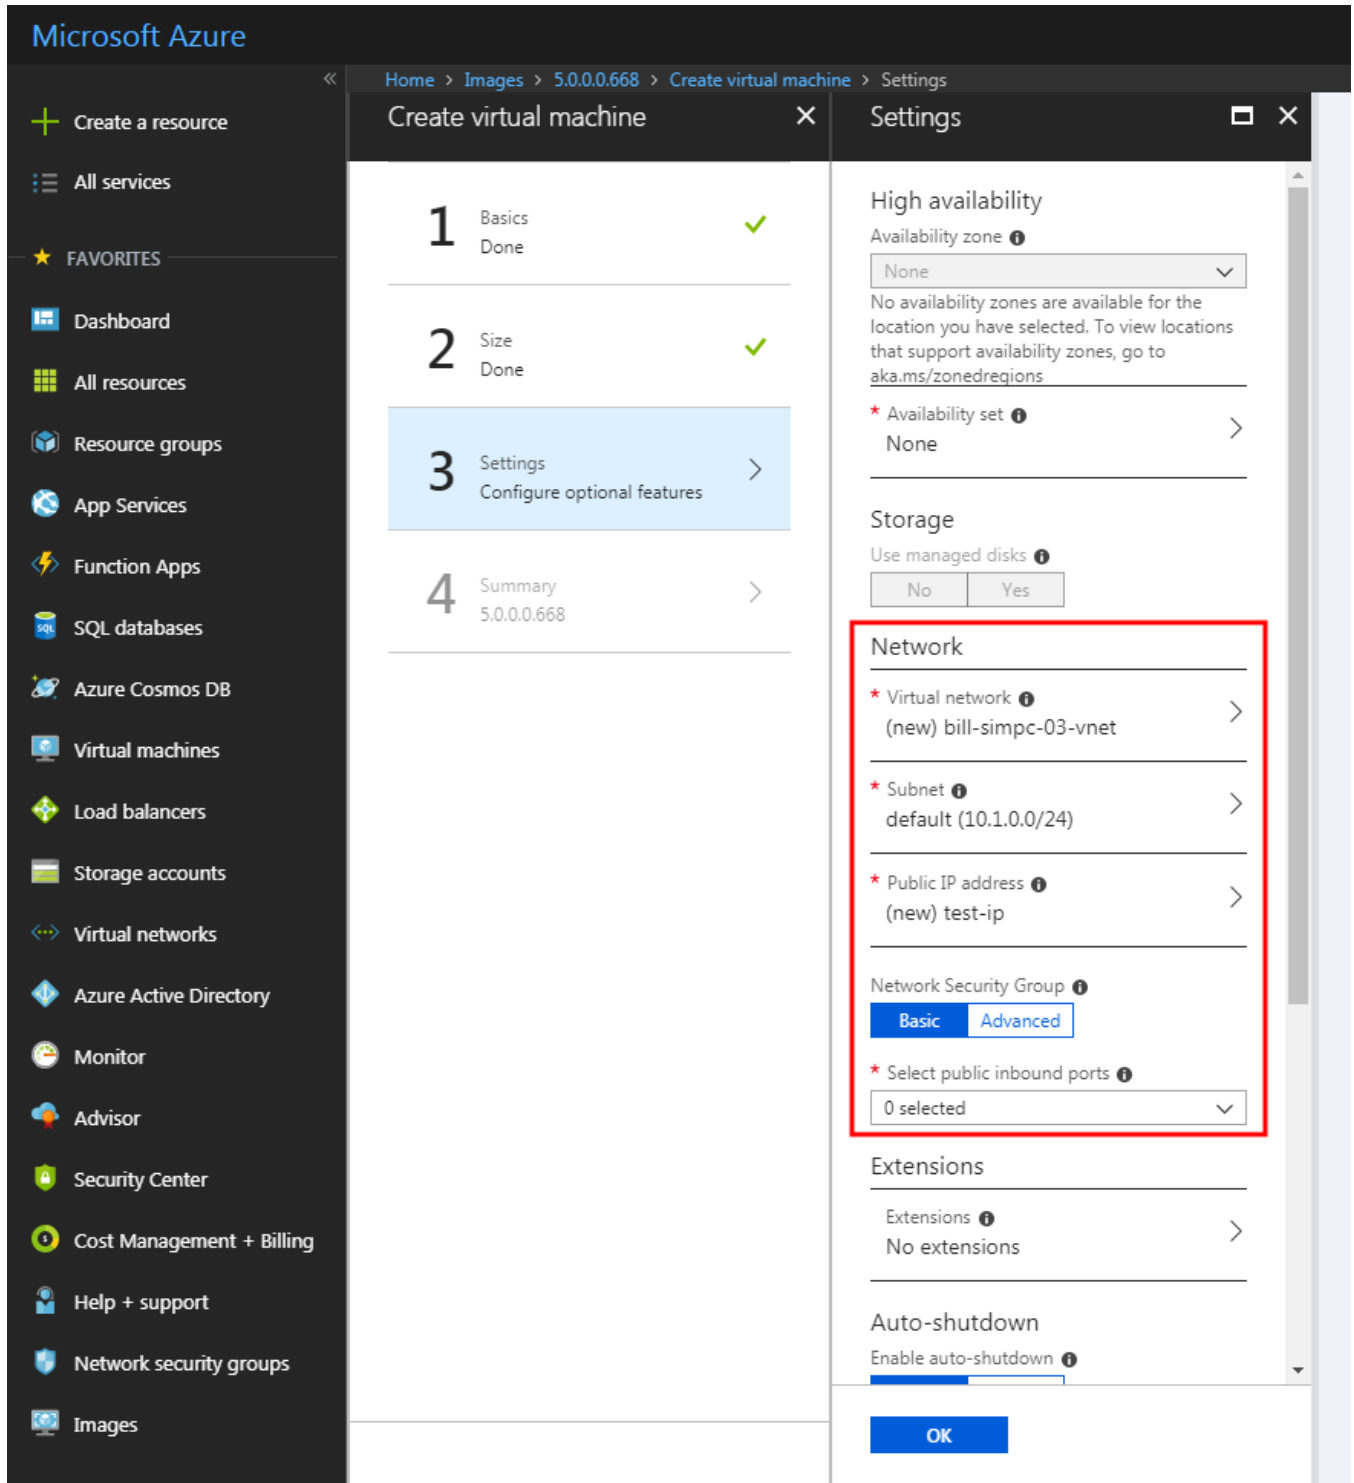 Microsoft Azure
«
Create a resource
All services
FAVORITES
Dashboard
All resources
Resource groups
App Services
Function Apps
SQL databases
Azure Cosmos DB
Virtual machines
Load balancers
Storage accounts
Virtual networks
Azure Active Directory
Monitor
Advisor
Security Center
Cost Management + Billing
Help + support
Network security groups
Images
Home > Images > 5.0.0.0.668 > Create virtual machine > Settings
Create virtual machine
1
Basics
Done
2
Size
Done
3
Settings
Configure optional features
4
Summary
5.0.0.0.668
Settings
High availability
Availability zone
None
No availability zones are available for the
location you have selected. To view locations
that support availability zones, go to
aka.ms/zonedregions
* Availability set
None
Storage
Use managed disks
No Yes
Network
* Virtual network
(new) bill-simpc-03-vnet
* Subnet
default (10.1.0.0/24)
* Public IP address
(new) test-ip
Network Security Group
Basic Advanced
* Select public inbound ports
0 selected
Extensions
Extensions
No extensions
Auto-shutdown
Enable auto-shutdown
OK